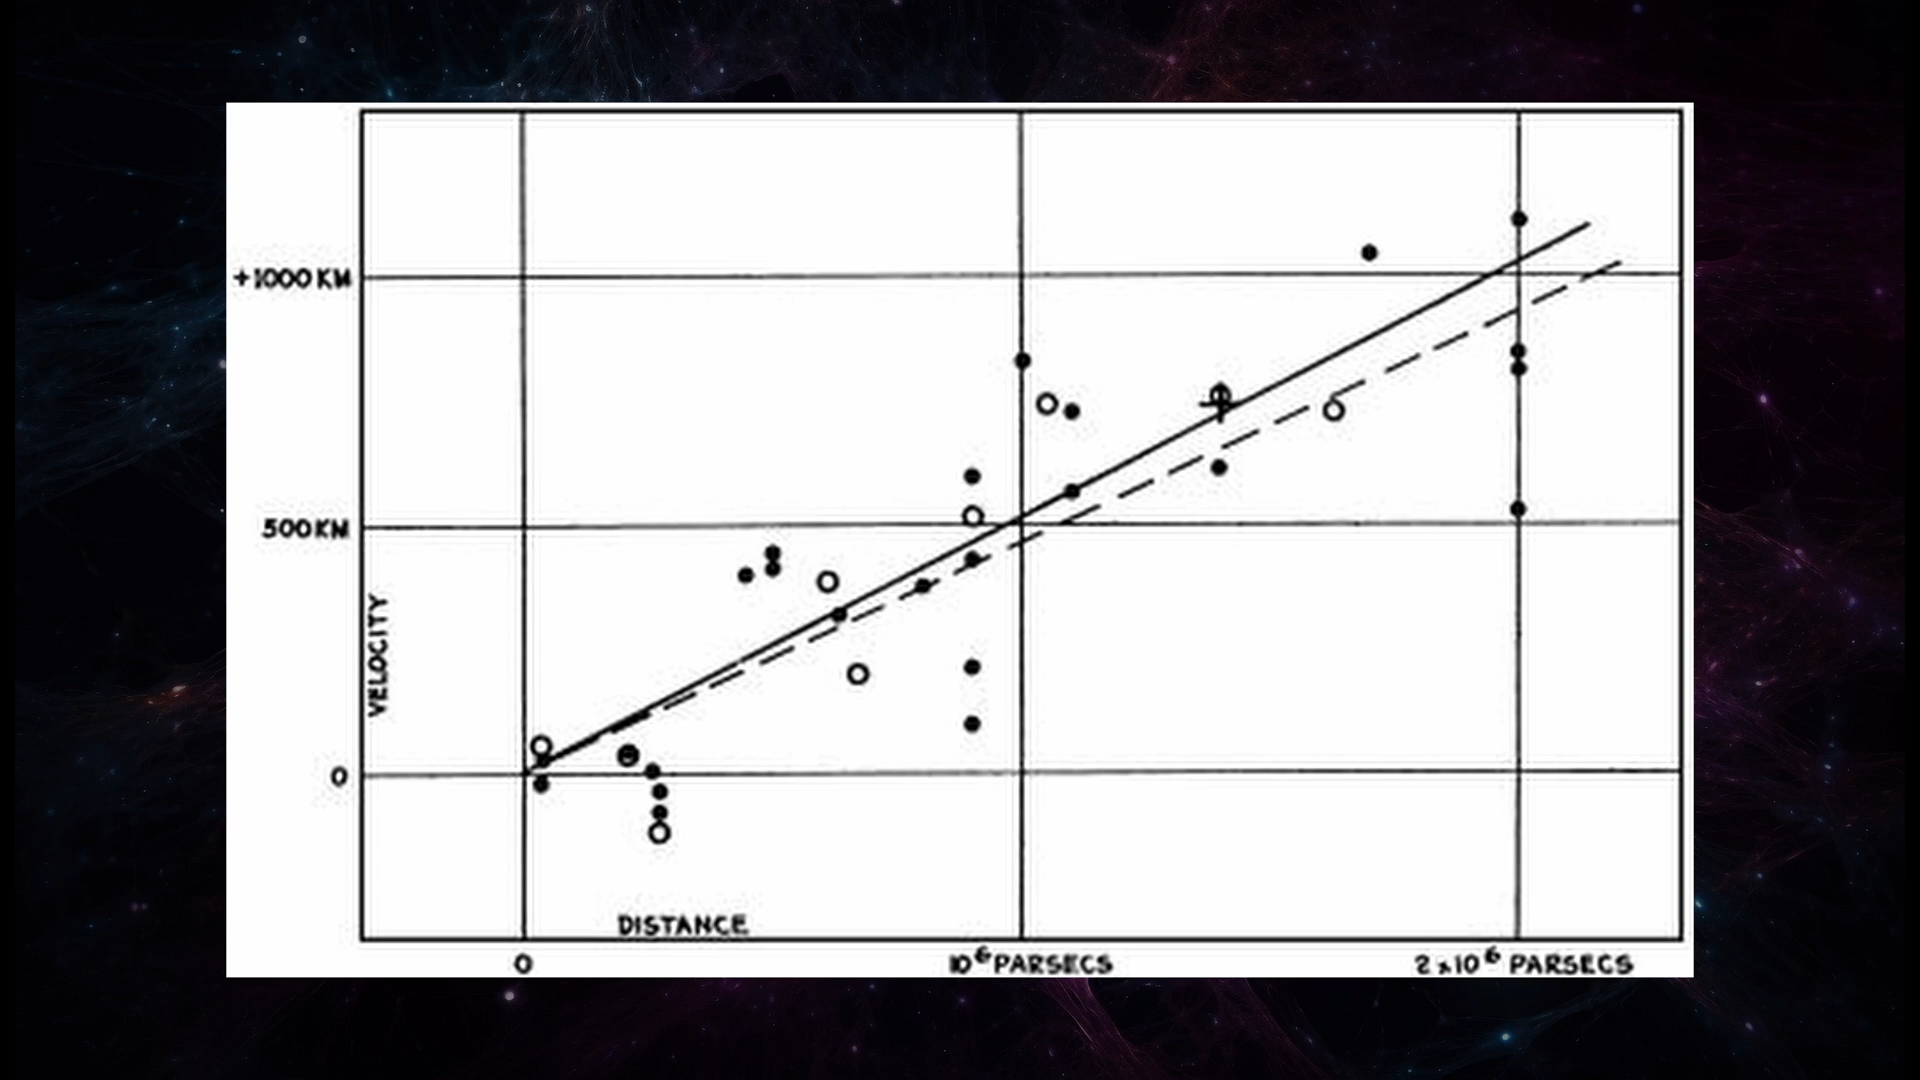 +1000 KM
500 KM
VELOCITY
0
DISTANCE
0
10⁶ PARSECS
2 x 10⁶ PARSECS